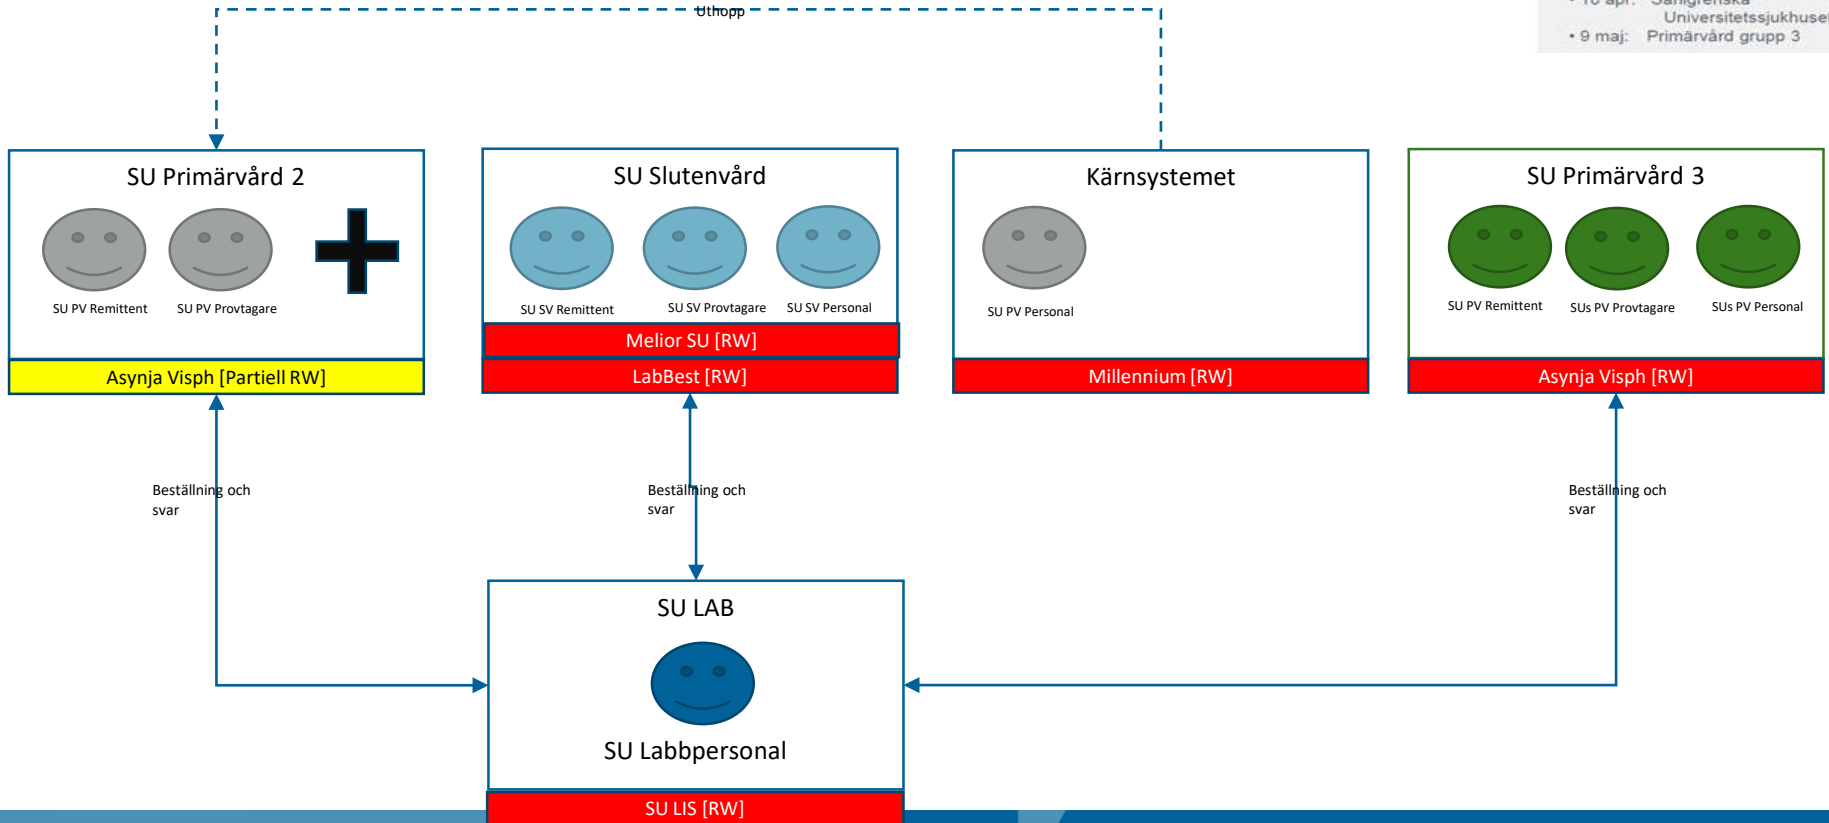 Uthopp
• 10 apr: Sahlgrenska
Universitetssjukhuset
• 9 maj: Primärvård grupp 3
SU Primärvård 2
SU PV Remittent
SU PV Provtagare
Asynja Visph [Partiell RW]
SU Slutenvård
SU SV Remittent
SU SV Provtagare
SU SV Personal
Melior SU [RW]
LabBest [RW]
Kärnsystemet
SU PV Personal
Millennium [RW]
SU Primärvård 3
SU PV Remittent
SUs PV Provtagare
SUs PV Personal
Asynja Visph [RW]
Beställning och
svar
Beställning och
svar
Beställning och
svar
SU LAB
SU Labbpersonal
SU LIS [RW]